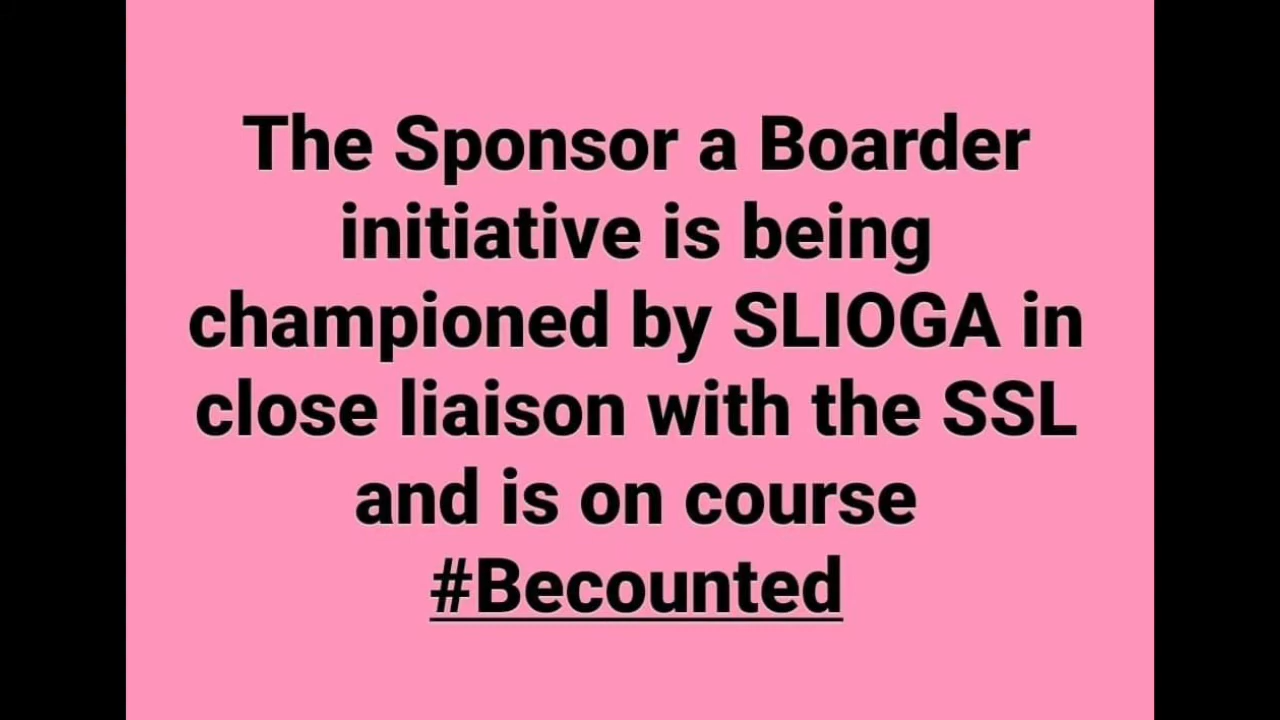 The Sponsor a Boarder
initiative is being
championed by SLIOGA in
close liaison with the SSL
and is on course
#Becounted